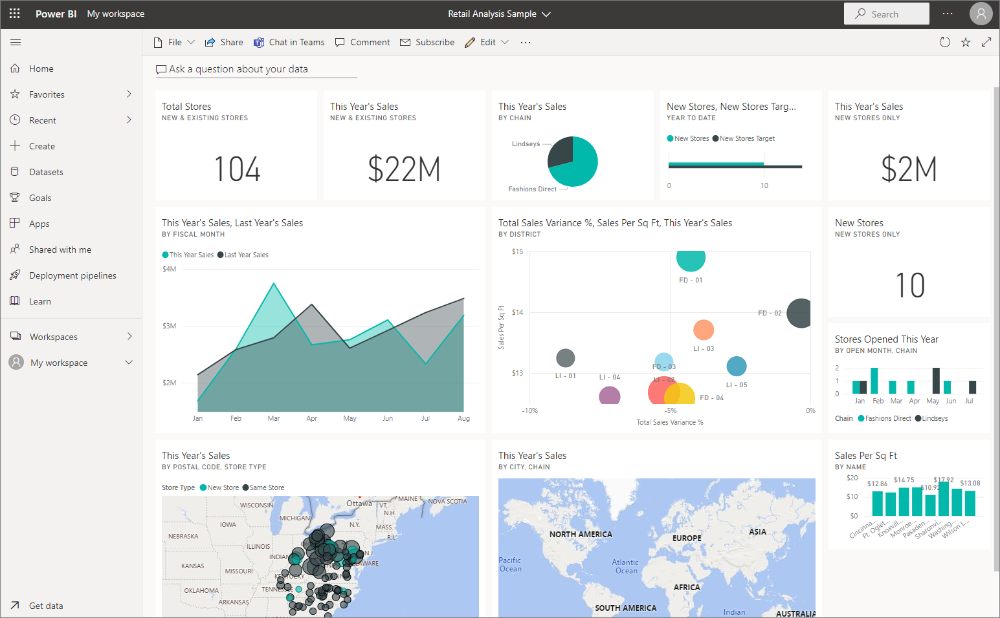 Power BI My workspace
Retail Analysis Sample
Search
File Share Chat in Teams Comment Subscribe Edit
Home
Favorites
Recent
Create
Datasets
Goals
Apps
Shared with me
Deployment pipelines
Learn
Workspaces
My workspace
Get data
Ask a question about your data
Total Stores
NEW & EXISTING STORES
104
This Year's Sales
NEW & EXISTING STORES
$22M
This Year's Sales
BY CHAIN
Lindseys
Fashions Direct
New Stores, New Stores Targ...
YEAR TO DATE
New Stores New Stores Target
0 10
This Year's Sales
NEW STORES ONLY
$2M
This Year's Sales, Last Year's Sales
BY FISCAL MONTH
This Year Sales Last Year Sales
$4M
$3M
$2M
Jan Feb Mar Apr May Jun Jul Aug
Total Sales Variance %, Sales Per Sq Ft, This Year's Sales
BY DISTRICT
Sales Per Sq Ft
$15
FD - 01
$14
FD - 02
LI - 03
$13
FD - 03
LI - 01
LI - 04
LI - 02
LI - 05
FD - 04
-10% -5% 0%
Total Sales Variance %
New Stores
NEW STORES ONLY
10
Stores Opened This Year
BY OPEN MONTH, CHAIN
2
1
0
Jan Feb Mar Apr May Jun Jul
Chain Fashions Direct Lindseys
This Year's Sales
BY POSTAL CODE, STORE TYPE
Store Type New Store Same Store
Ottawa
MAINE
NOVA SCOTIA
WISCONSIN
VT.
N.H.
MICHIGAN
IOWA
N.Y.
MASS.
R.I.
NEBRASKA
ILLINOIS
INDIAN
N.J.
DELAWARE
KANSAS
MISSOURI
KENTUCKY
OKLAHOMA
TENNESSEE
ARKANSAS
This Year's Sales
BY CITY, CHAIN
NORTH AMERICA
EUROPE
ASIA
Pacific
Ocean
Atlantic
Ocean
AFRICA
SOUTH AMERICA
Indian
AUSTRALIA
Sales Per Sq Ft
BY NAME
$20
$10
$0
$12.86 $14.75 $10.92 $17.92 $13.08
Cincinna... Ft. Oglet... Knoxvill... Monroe... Pasaden... Sharonvi... Washing... Wilson L...